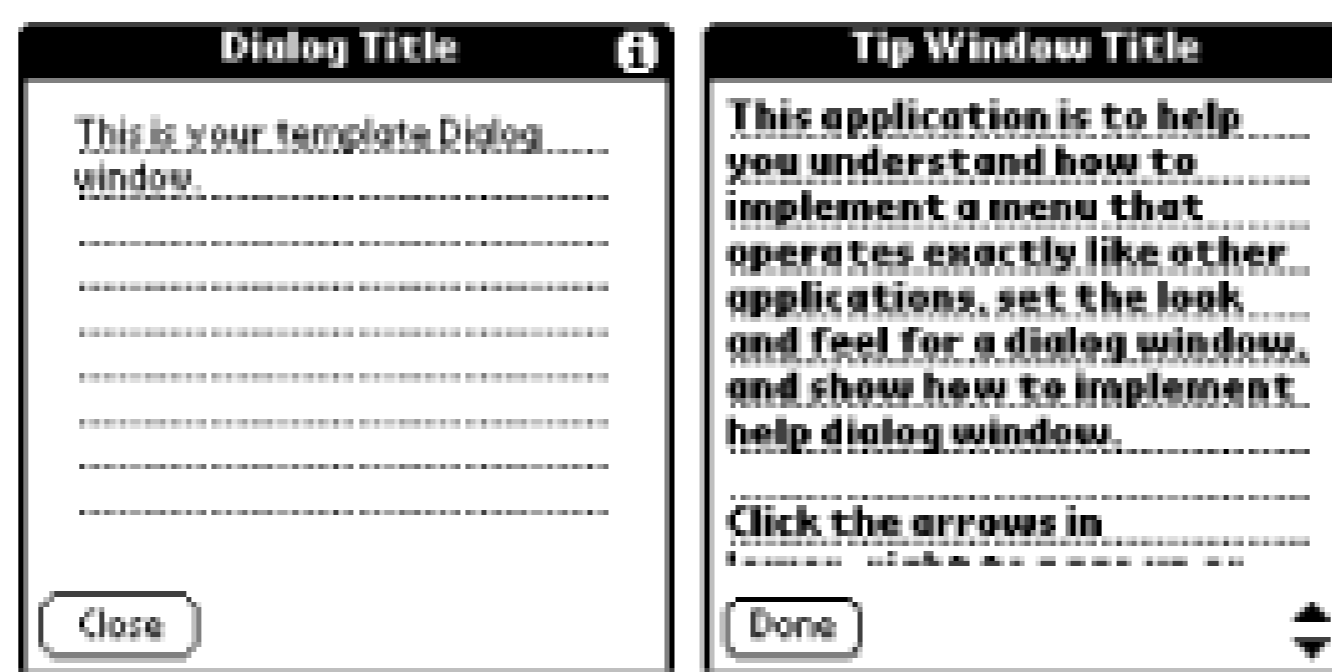 Dialog Title
This is your template Dialog
window.
Close
Tip Window Title
This application is to help
you understand how to
implement a menu that
operates exactly like other
applications, set the look
and feel for a dialog window,
and show how to implement
help dialog window.
Click the arrows in
Done